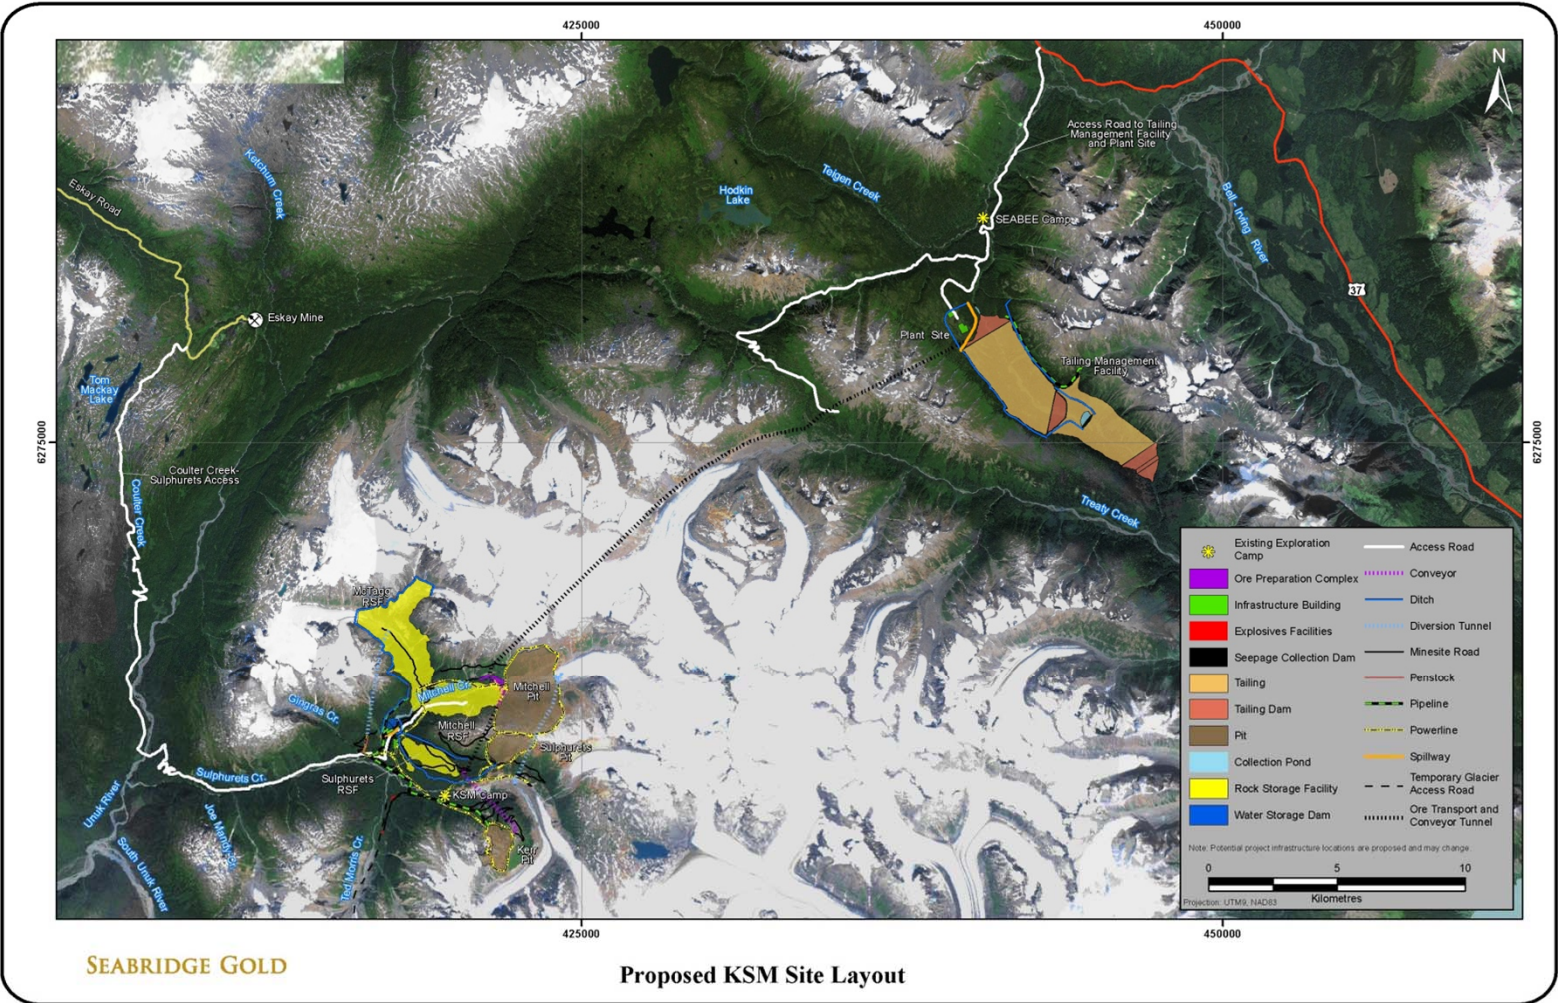 425000
450000
N
Access Road to Tailing
Management Facility
and Plant Site
Ketchum Creek
Teigen Creek
Hodkin
Lake
Eskay Road
Bell - Irving River
SEABEE Camp
37
Eskay Mine
Plant Site
Tailing Management
Facility
Tom
Mackay
Lake
6275000
6275000
Coulter Creek-
Sulphurets Access
Coulter Creek
Treaty Creek
McTagg
RSF
Mitchell Cr.
Mitchell
Pit
Gingras Cr.
Mitchell
RSF
Sulphurets
Pit
Sulphurets Cr.
Sulphurets
RSF
KSM Camp
Unuk River
Joe Mandy Cr.
South Unuk River
Ted Morris Cr.
Kerr
Pit
Existing Exploration
Camp
Ore Preparation Complex
Infrastructure Building
Explosives Facilities
Seepage Collection Dam
Tailing
Tailing Dam
Pit
Collection Pond
Rock Storage Facility
Water Storage Dam
Access Road
Conveyor
Ditch
Diversion Tunnel
Minesite Road
Penstock
Pipeline
Powerline
Spillway
Temporary Glacier
Access Road
Ore Transport and
Conveyor Tunnel
Note: Potential project infrastructure locations are proposed and may change.
0 5 10
Kilometres
Projection: UTM9, NAD83
425000
450000
SEABRIDGE GOLD
Proposed KSM Site Layout